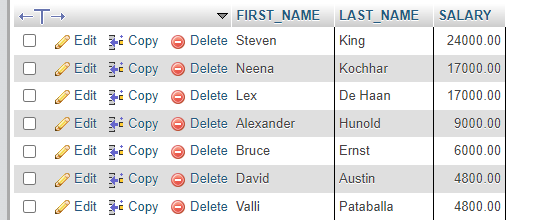 FIRST_NAME LAST_NAME SALARY
Edit Copy Delete Steven King 24000.00
Edit Copy Delete Neena Kochhar 17000.00
Edit Copy Delete Lex De Haan 17000.00
Edit Copy Delete Alexander Hunold 9000.00
Edit Copy Delete Bruce Ernst 6000.00
Edit Copy Delete David Austin 4800.00
Edit Copy Delete Valli Pataballa 4800.00